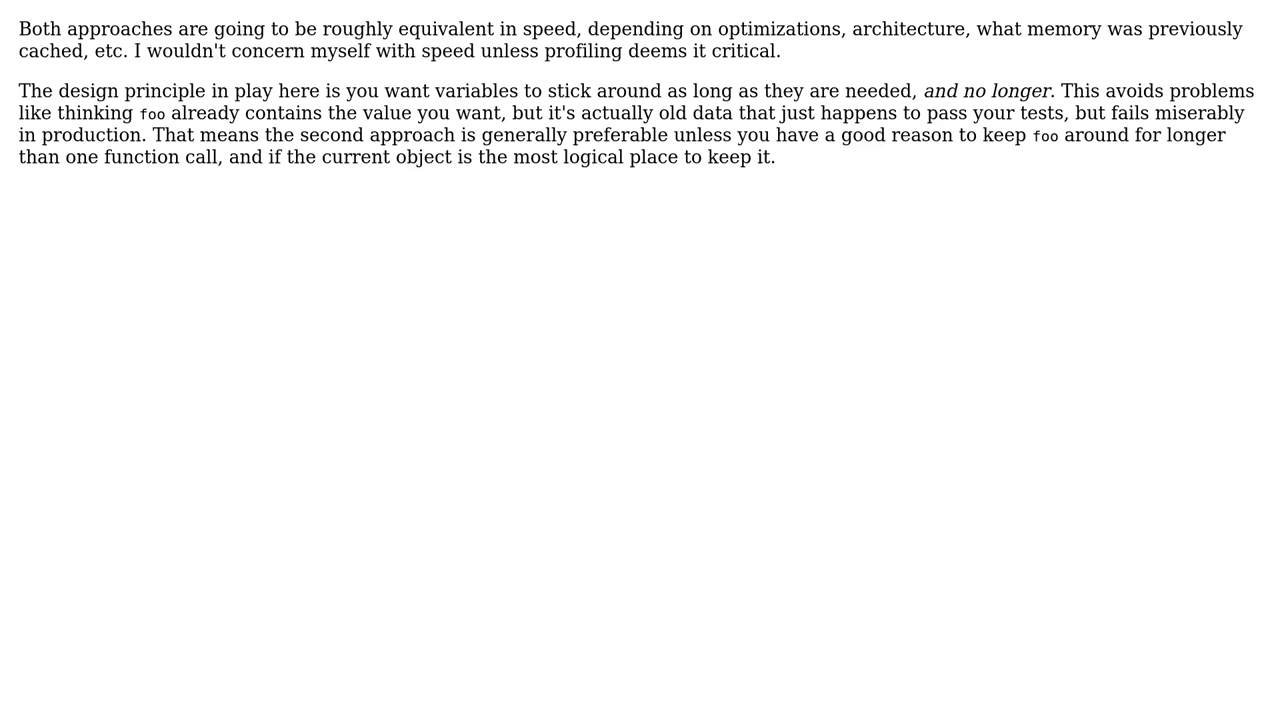 Both approaches are going to be roughly equivalent in speed, depending on optimizations, architecture, what memory was previously
cached, etc. I wouldn't concern myself with speed unless profiling deems it critical.
The design principle in play here is you want variables to stick around as long as they are needed, and no longer. This avoids problems
like thinking foo already contains the value you want, but it's actually old data that just happens to pass your tests, but fails miserably
in production. That means the second approach is generally preferable unless you have a good reason to keep foo around for longer
than one function call, and if the current object is the most logical place to keep it.